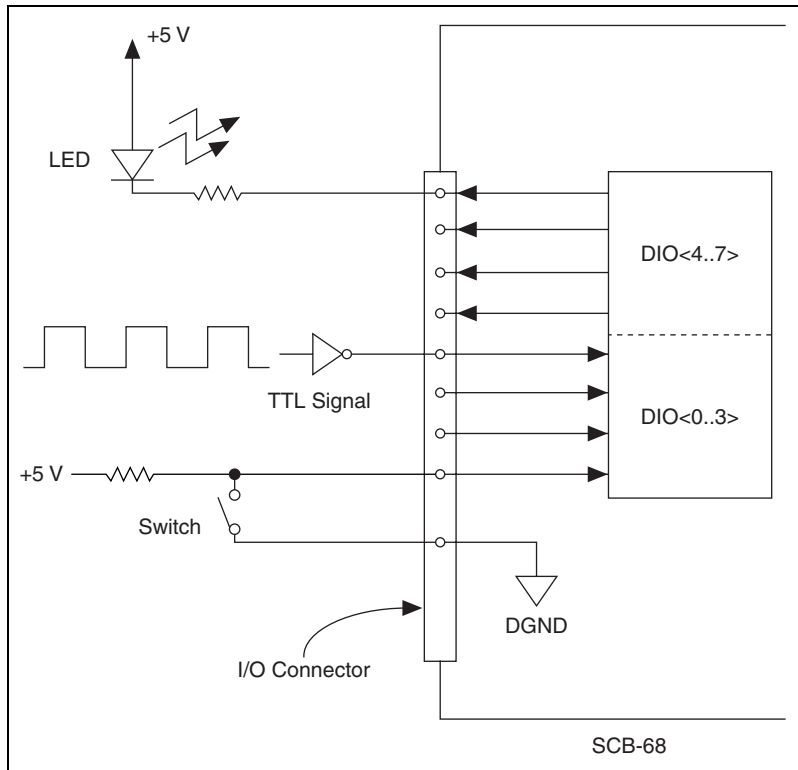 +5 V
LED
DIO<4..7>
TTL Signal
DIO<0..3>
+5 V
Switch
DGND
I/O Connector
SCB-68